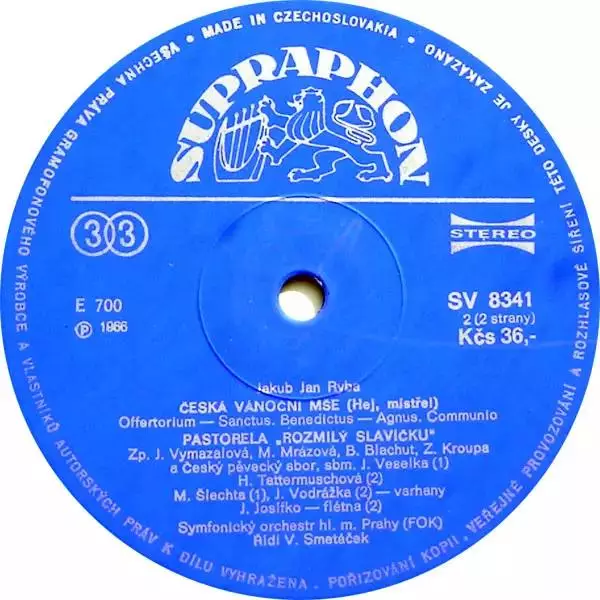 VŠECHNA PRÁVA GRAMOFONOVÉHO VÝROBCE A VLASTNÍKŮ AUTORSKÝCH PRÁV K DÍLU VYHRAŽENA. POŘIZOVÁNÍ KOPIÍ, VEŘEJNÉ PROVOZOVÁNÍ A ROZHLASOVÉ ŠÍŘENÍ TÉTO DESKY JE ZAKÁZÁNO • MADE IN CZECHOSLOVAKIA •
SUPRAPHON
33
STEREO
E 700
SV 8341
2 (2 strany)
Ⓟ 1966
Kčs 36,-
Jakub Jan Ryba
ČESKÁ VÁNOČNÍ MŠE (Hej, mistře!)
Offertorium — Sanctus. Benedictus — Agnus. Communio
PASTORELA „ROZMILÝ SLAVÍČKU"
Zp. J. Vymazalová, M. Mrázová, B. Blachut, Z. Kroupa
a Český pěvecký sbor, sbm. J. Veselka (1)
H. Tattermuschová (2)
M. Šlechta (1), J. Vodrážka (2) — varhany
J. Josífko — flétna (2)
Symfonický orchestr hl. m. Prahy (FOK)
Řídí V. Smetáček